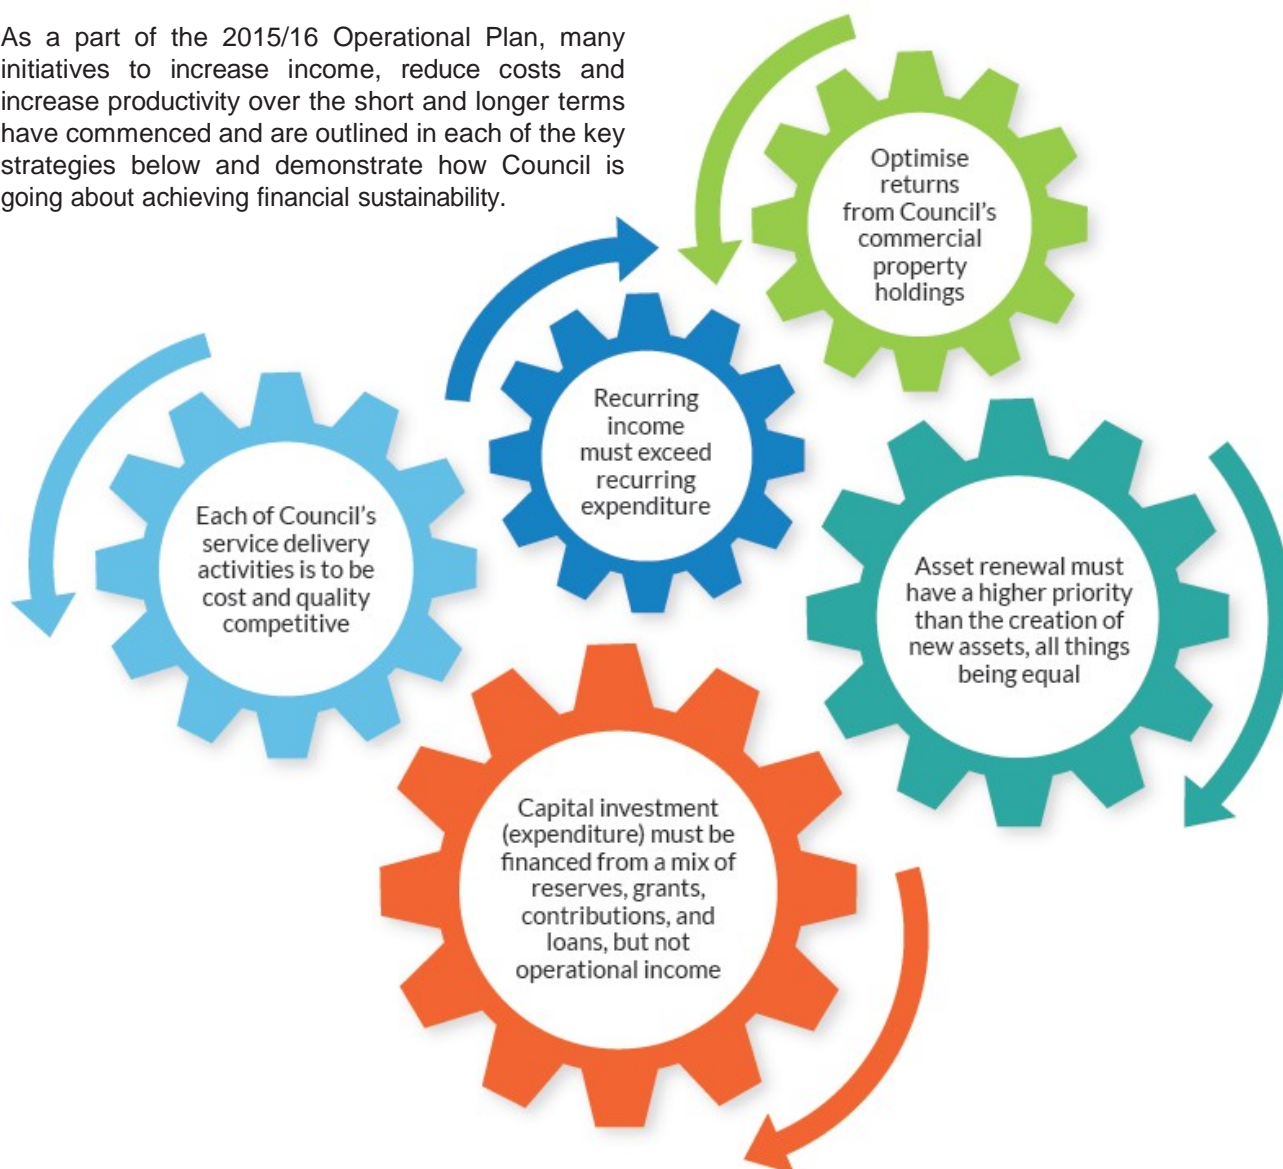 As a part of the 2015/16 Operational Plan, many
initiatives to increase income, reduce costs and
increase productivity over the short and longer terms
have commenced and are outlined in each of the key
strategies below and demonstrate how Council is
going about achieving financial sustainability.
Optimise
returns
from Council's
commercial
property
holdings
Recurring
income
must exceed
recurring
expenditure
Each of Council's
service delivery
activities is to be
cost and quality
competitive
Asset renewal must
have a higher priority
than the creation of
new assets, all things
being equal
Capital investment
(expenditure) must be
financed from a mix of
reserves, grants,
contributions, and
loans, but not
operational income